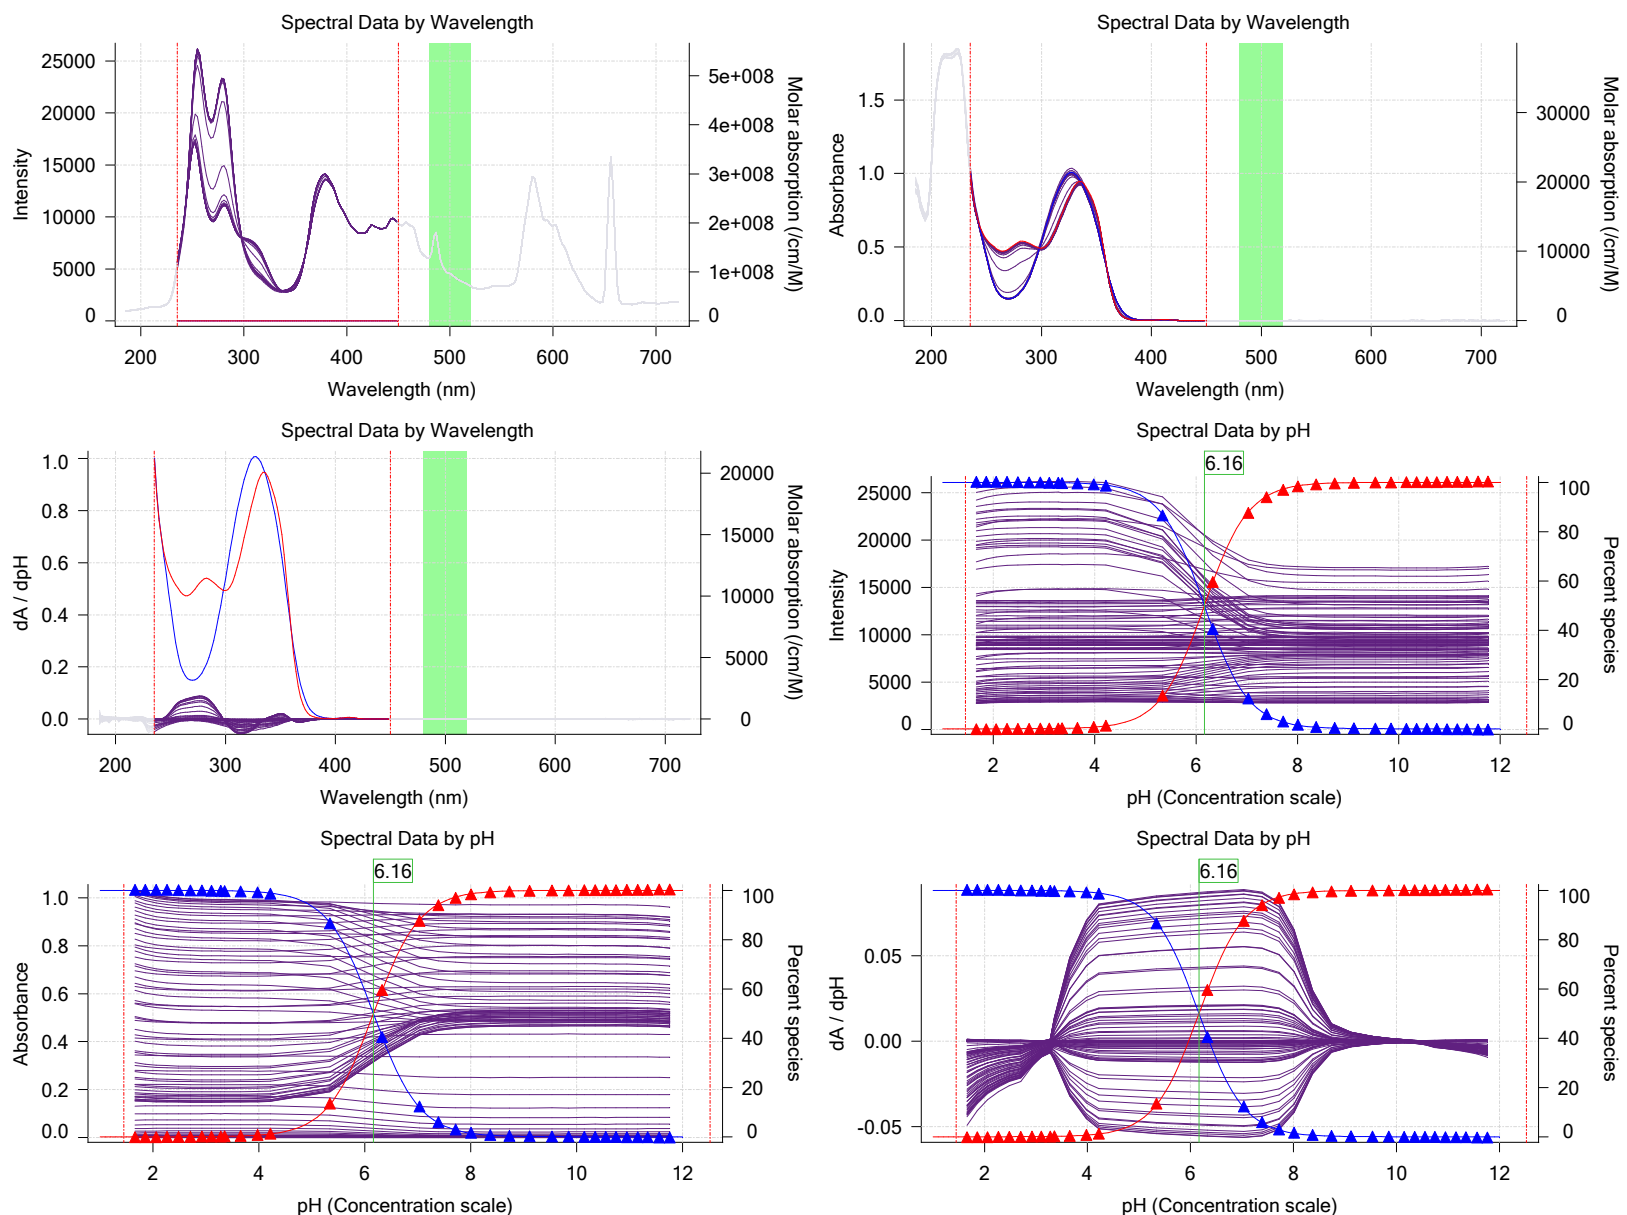 Spectral Data by Wavelength
25000
20000
15000
10000
5000
0
Intensity
5e+008
4e+008
3e+008
2e+008
1e+008
0
Molar absorption (/cm/M)
200 300 400 500 600 700
Wavelength (nm)
Spectral Data by Wavelength
1.5
1.0
0.5
0.0
Absorbance
30000
20000
10000
0
Molar absorption (/cm/M)
200 300 400 500 600 700
Wavelength (nm)
Spectral Data by Wavelength
1.0
0.8
0.6
0.4
0.2
0.0
dA / dpH
20000
15000
10000
5000
0
Molar absorption (/cm/M)
200 300 400 500 600 700
Wavelength (nm)
Spectral Data by pH
6.16
25000
20000
15000
10000
5000
0
Intensity
100
80
60
40
20
0
Percent species
2 4 6 8 10 12
pH (Concentration scale)
Spectral Data by pH
6.16
1.0
0.8
0.6
0.4
0.2
0.0
Absorbance
100
80
60
40
20
0
Percent species
2 4 6 8 10 12
pH (Concentration scale)
Spectral Data by pH
6.16
0.05
0.00
-0.05
dA / dpH
100
80
60
40
20
0
Percent species
2 4 6 8 10 12
pH (Concentration scale)